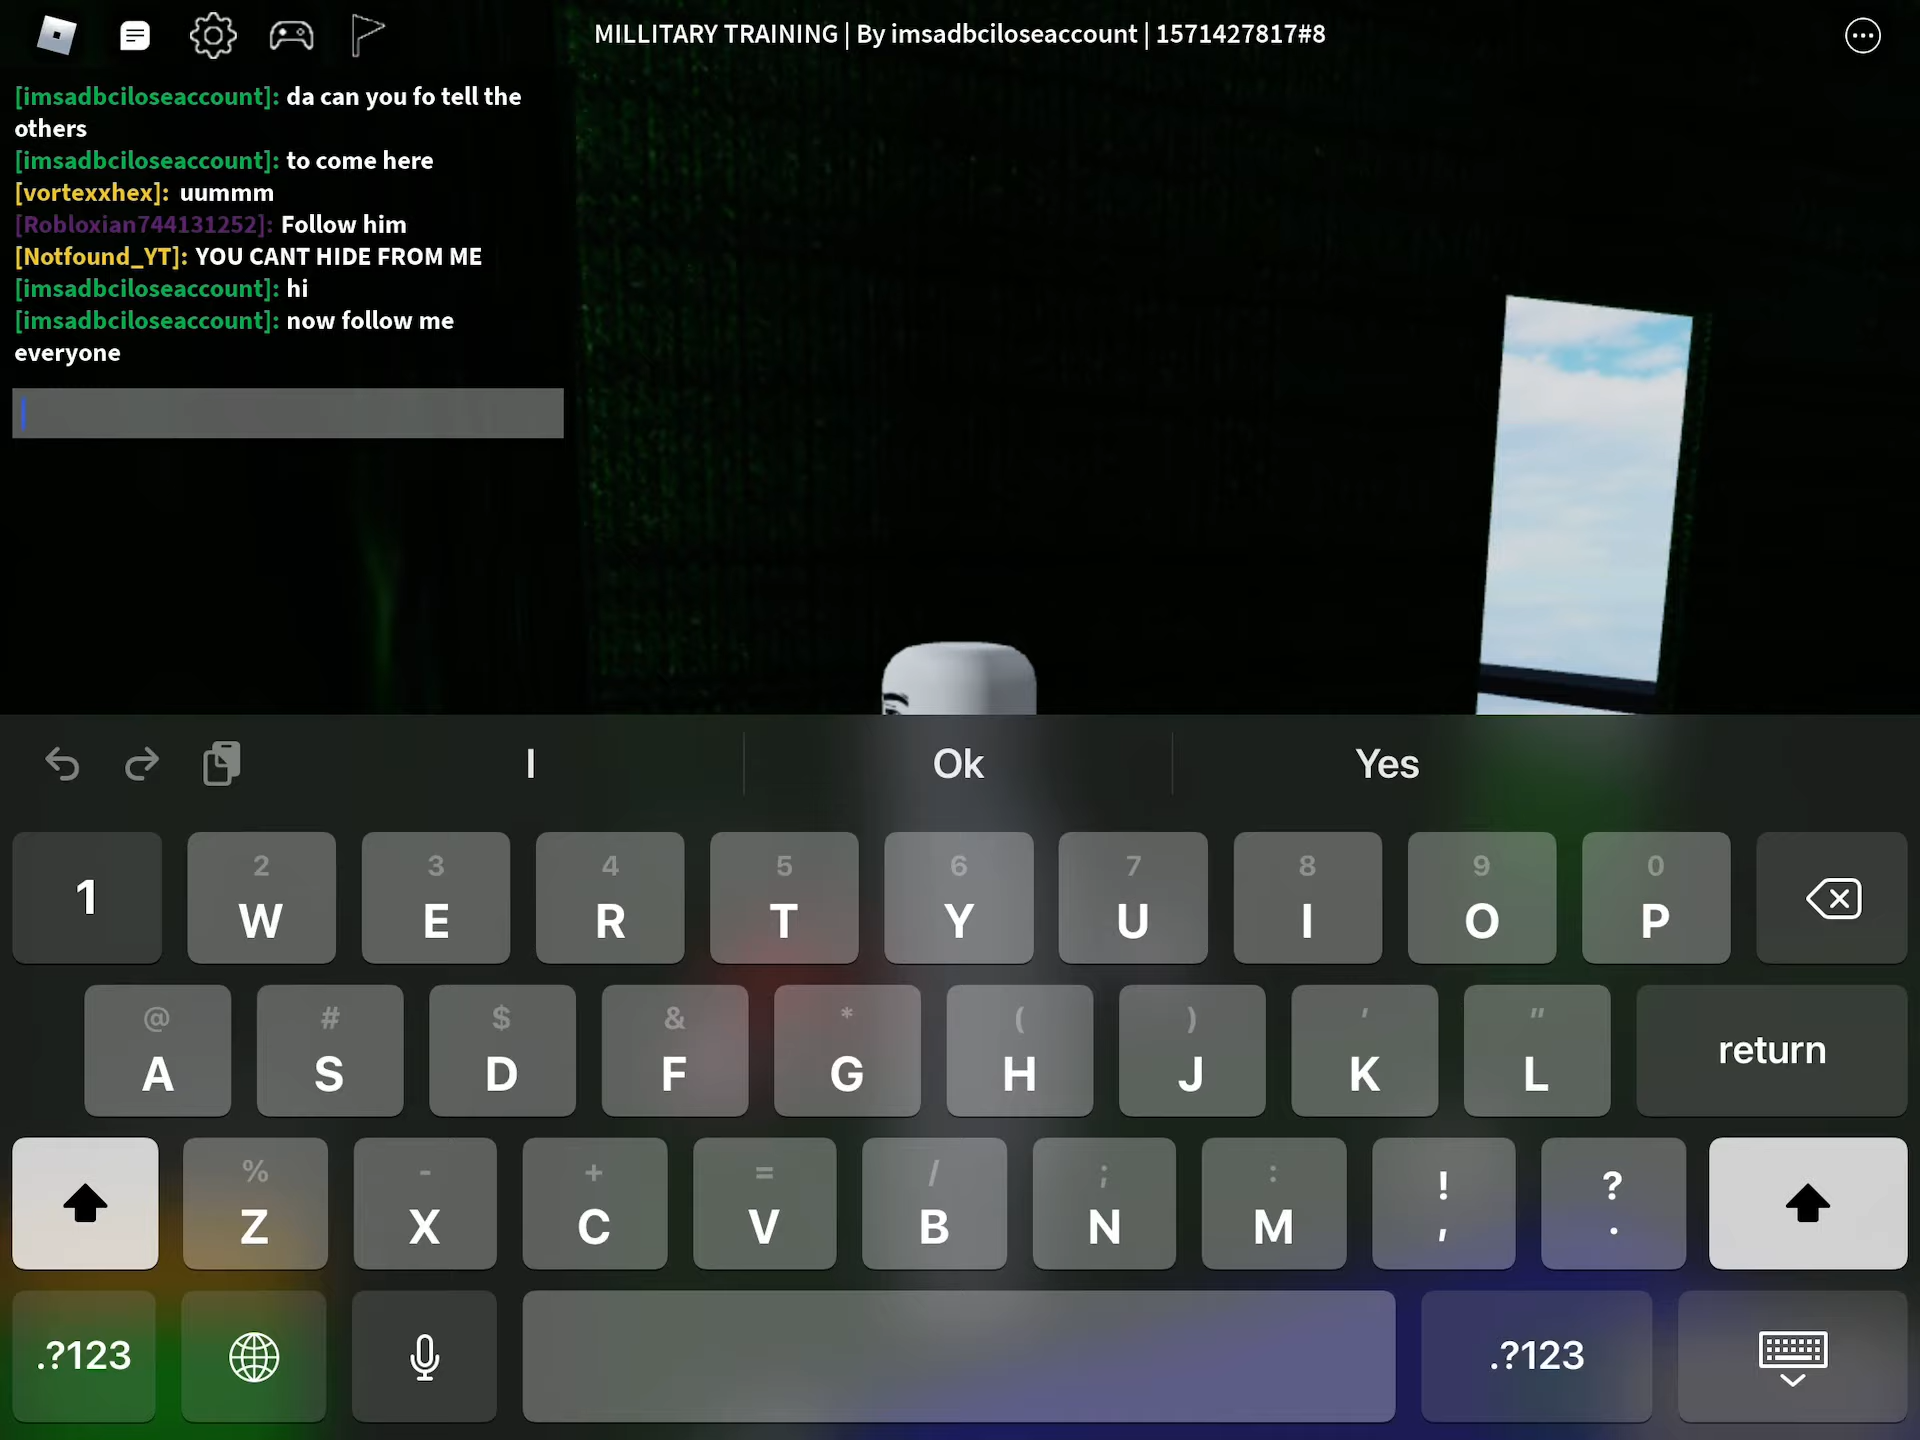 MILLITARY TRAINING | By imsadbciloseaccount | 1571427817#8
[imsadbciloseaccount]: da can you fo tell the
others
[imsadbciloseaccount]: to come here
[vortexxhex]: uummm
[Robloxian744131252]: Follow him
[Notfound_YT]: YOU CANT HIDE FROM ME
[imsadbciloseaccount]: hi
[imsadbciloseaccount]: now follow me
everyone
I Ok Yes
1 2 W 3 E 4 R 5 T 6 Y 7 U 8 I 9 O 0 P
@ A # S $ D & F * G ( H ) J ' K " L return
% Z - X + C = V / B ; N : M ! , ? .
.?123 .?123